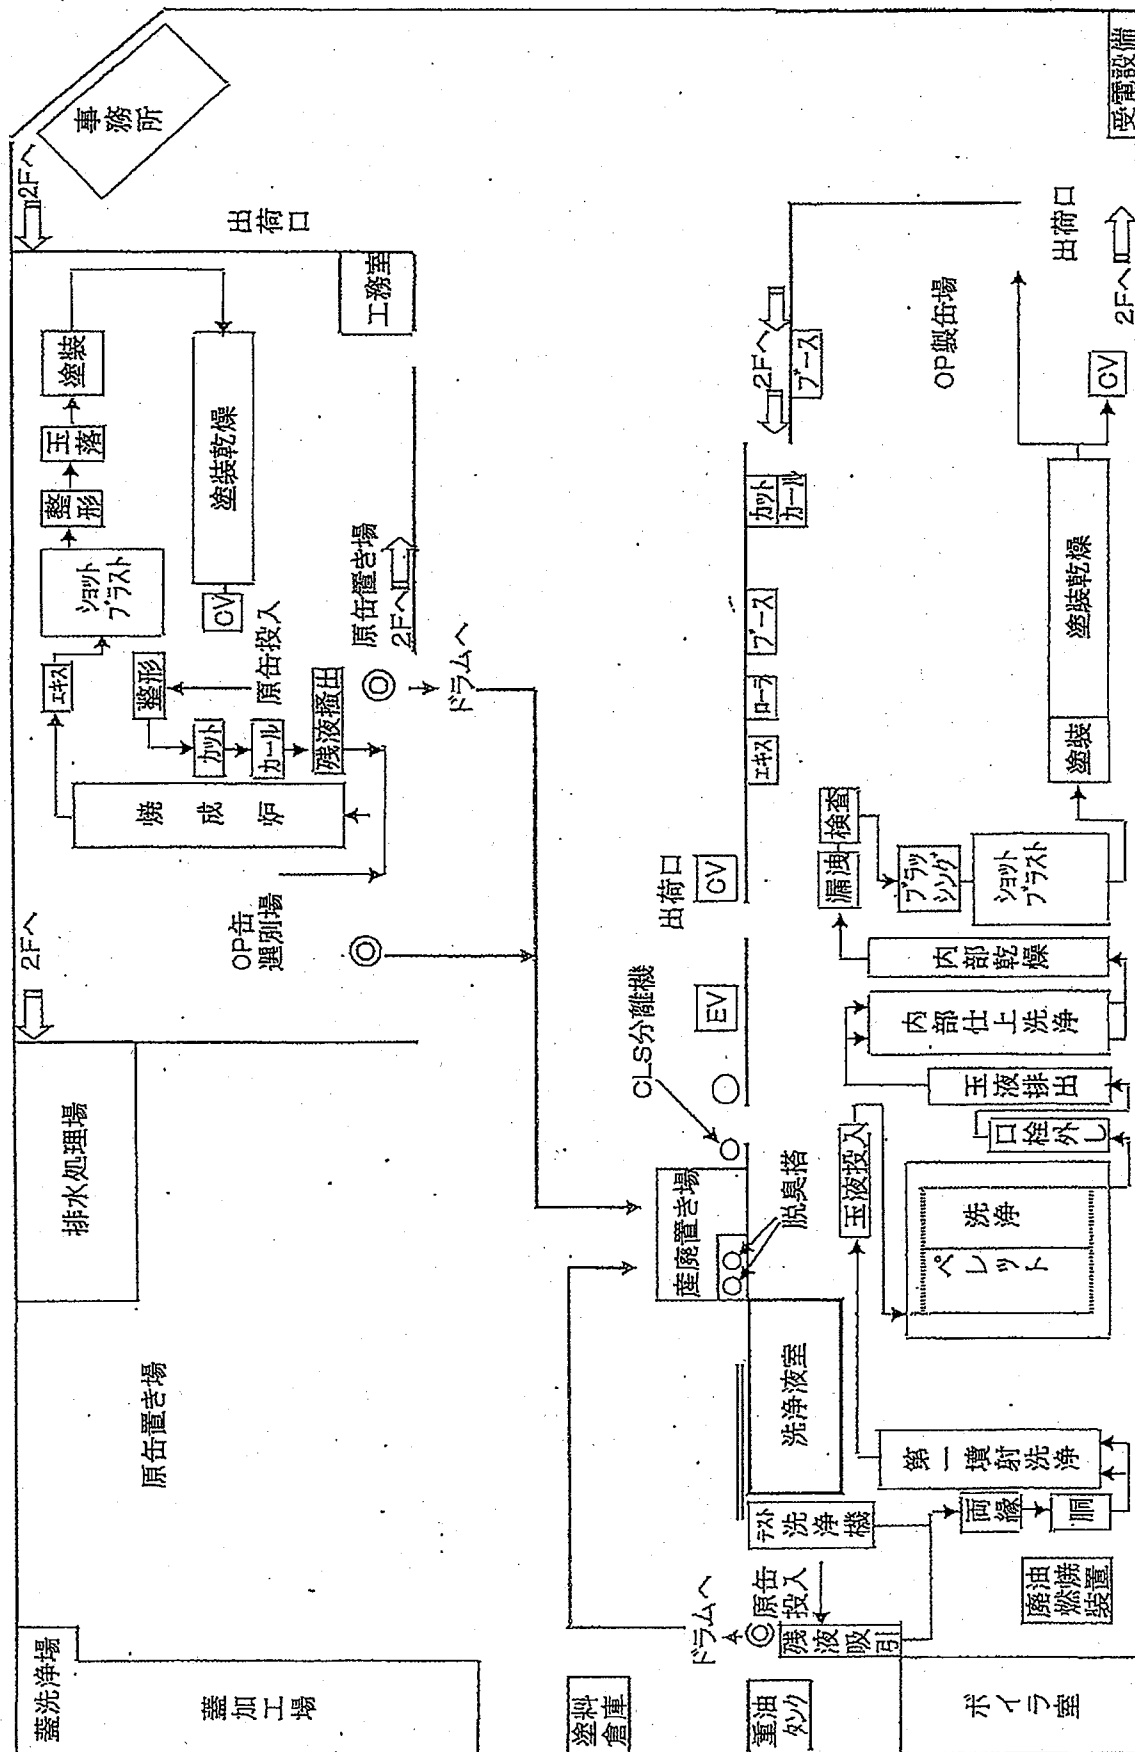 蓋洗浄場
蓋加工場
原缶置き場
排水処理場
2Fへ
OP缶
選別場
焼成炉
エキス
整形
カット
カール
残液掻出
原缶投入
ショット
ブラスト
整形
玉落
塗装
塗装乾燥
CV
原缶置き場
2Fへ
工務室
出荷口
2Fへ
事務所
ドラムへ
塗料
倉庫
重油
タンク
ドラムへ
原缶
投入
残液吸引
テスト
洗浄機
洗浄液室
産廃置き場
脱臭搭
CLS分離機
EV
出荷口
CV
エキス
ローラ
ブース
カット
カール
2Fへ
ブース
ボイラ
室
廃油
燃焼
装置
両縁
胴
第一墳射洗浄
玉液投入
ペレット
洗浄
口栓外し
玉液排出
内部仕上洗浄
内部乾燥
漏洩
検査
ブラッ
シング
ショット
ブラスト
塗装
塗装乾燥
OP製缶場
CV
出荷口
2Fへ
受電設備